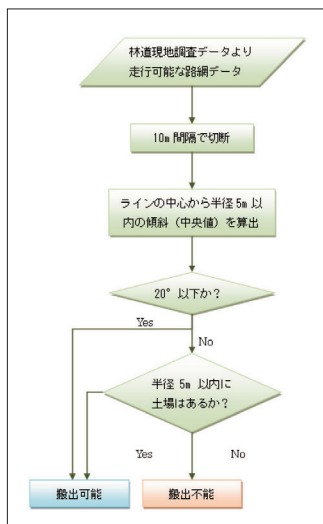 林道現地調査データより
走行可能な路網データ
10m 間隔で切断
ラインの中心から半径 5m 以
内の傾斜（中央値）を算出
20° 以下か？
Yes
No
半径 5m 以内に
土場はあるか？
Yes
No
搬出可能
搬出不能